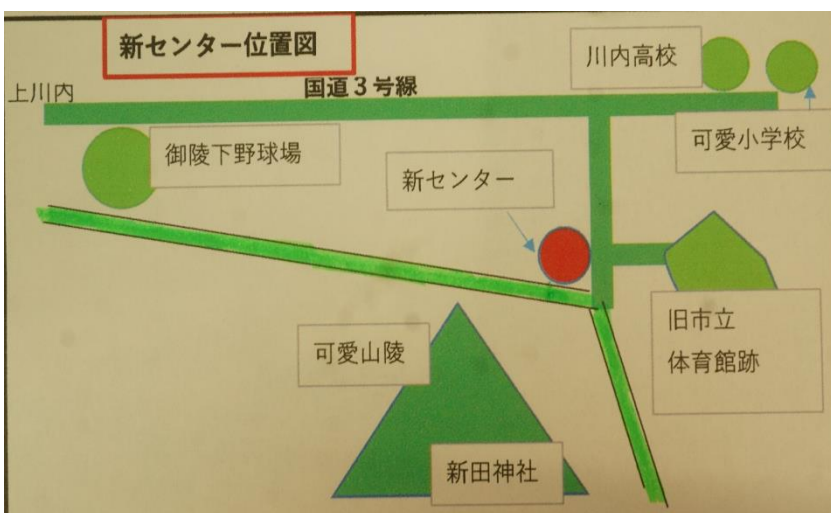 新センター位置図
川内高校
上川内
国道３号線
可愛小学校
御陵下野球場
新センター
旧市立
体育館跡
可愛山陵
新田神社